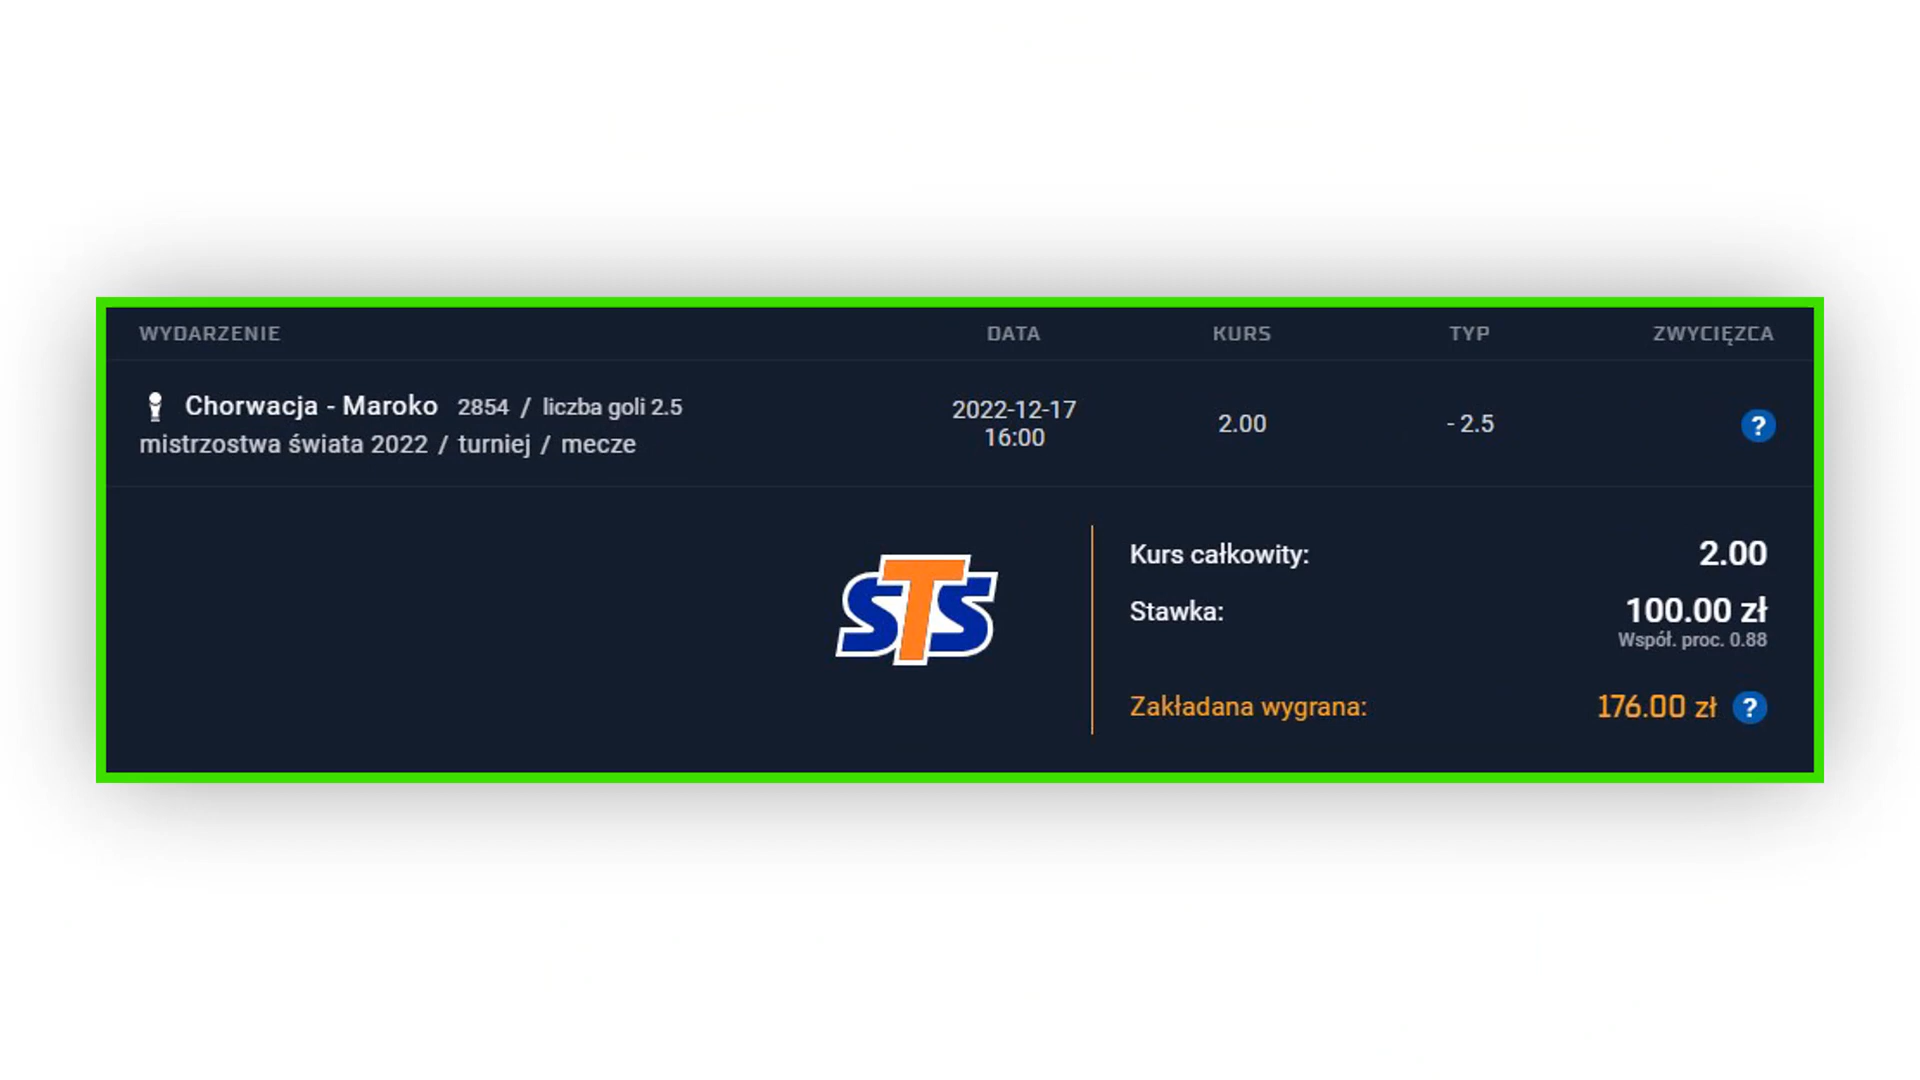 WYDARZENIE DATA KURS TYP ZWYCIĘZCA
Chorwacja - Maroko 2854 / liczba goli 2.5
mistrzostwa świata 2022 / turniej / mecze
2022-12-17
16:00
2.00
- 2.5
?
STS
Kurs całkowity: 2.00
Stawka: 100.00 zł
Współ. proc. 0.88
Zakładana wygrana: 176.00 zł ?